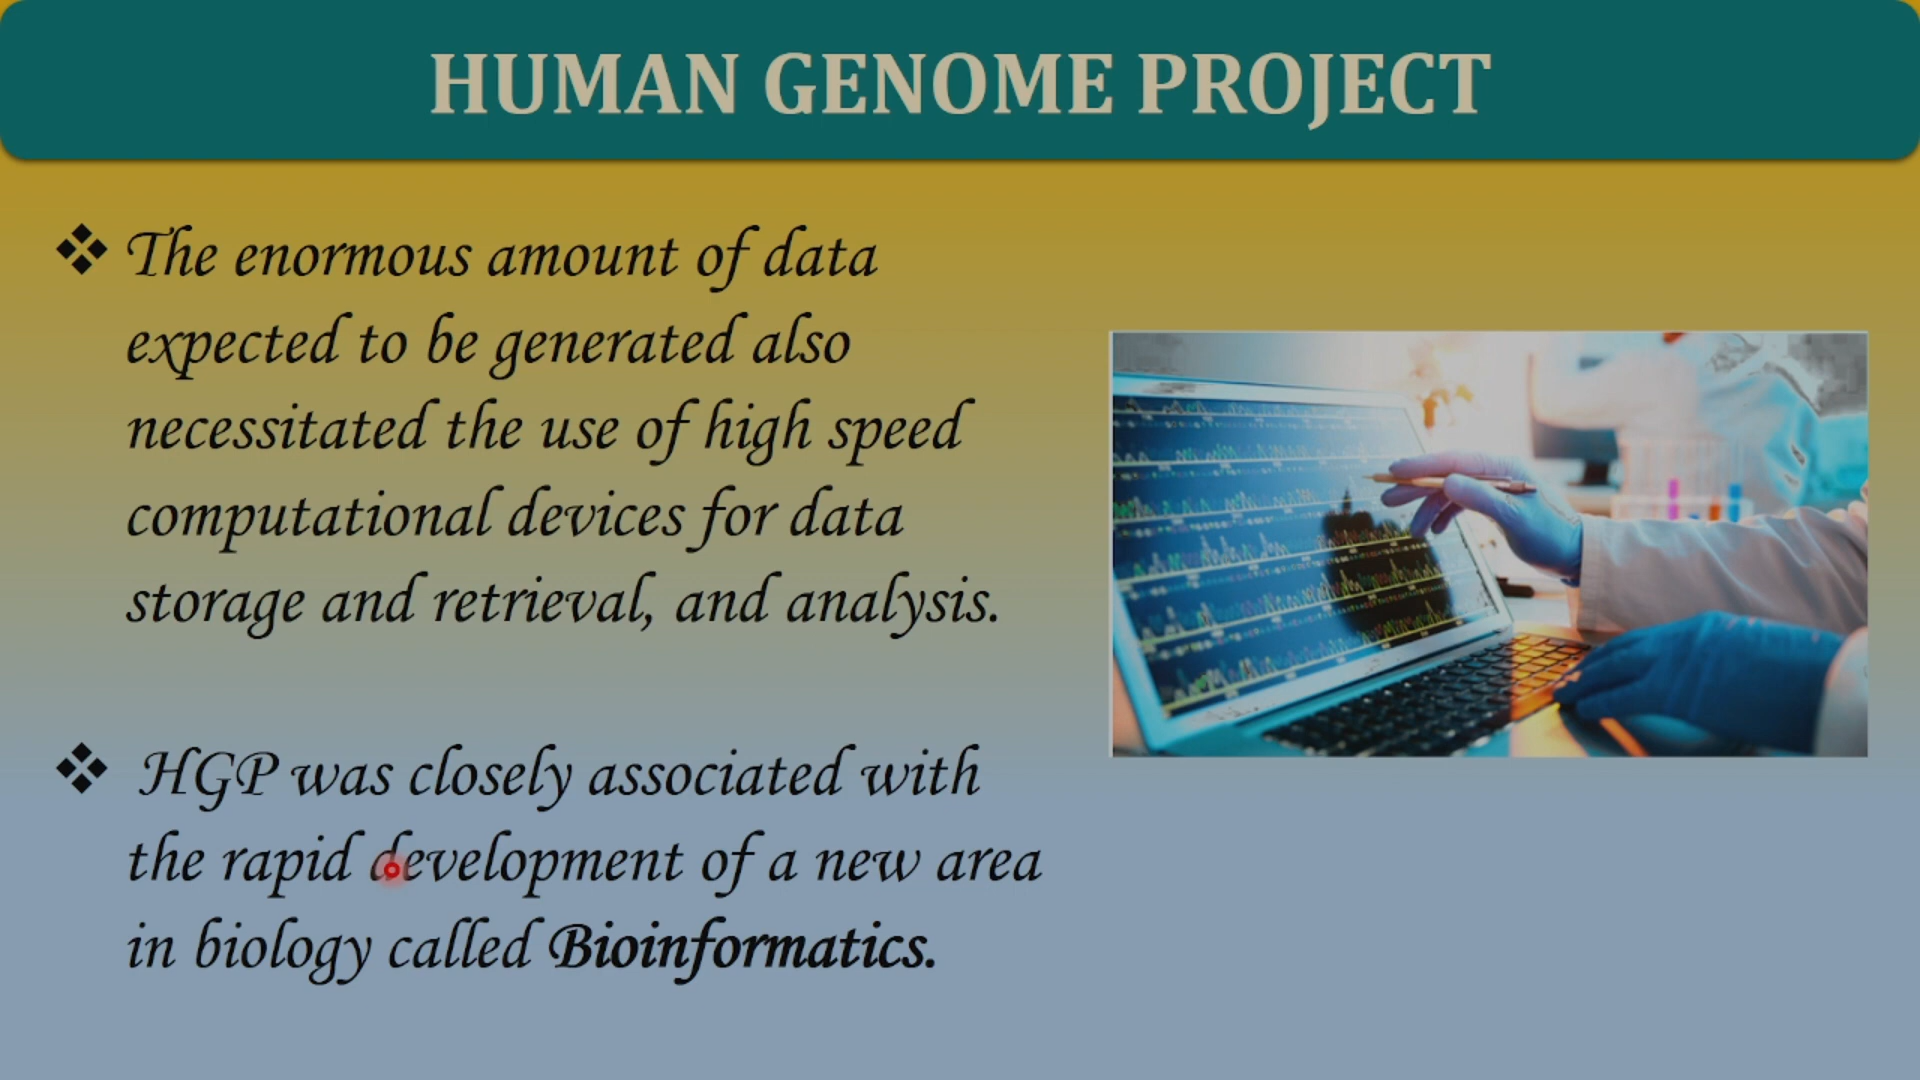 HUMAN GENOME PROJECT
❖ The enormous amount of data
expected to be generated also
necessitated the use of high speed
computational devices for data
storage and retrieval, and analysis.
❖ HGP was closely associated with
the rapid development of a new area
in biology called Bioinformatics.